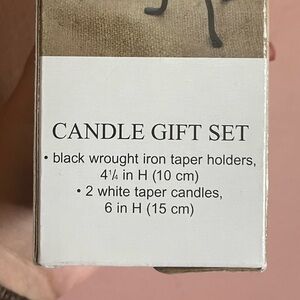 CANDLE GIFT SET
• black wrought iron taper holders,
4¼ in H (10 cm)
• 2 white taper candles,
6 in H (15 cm)